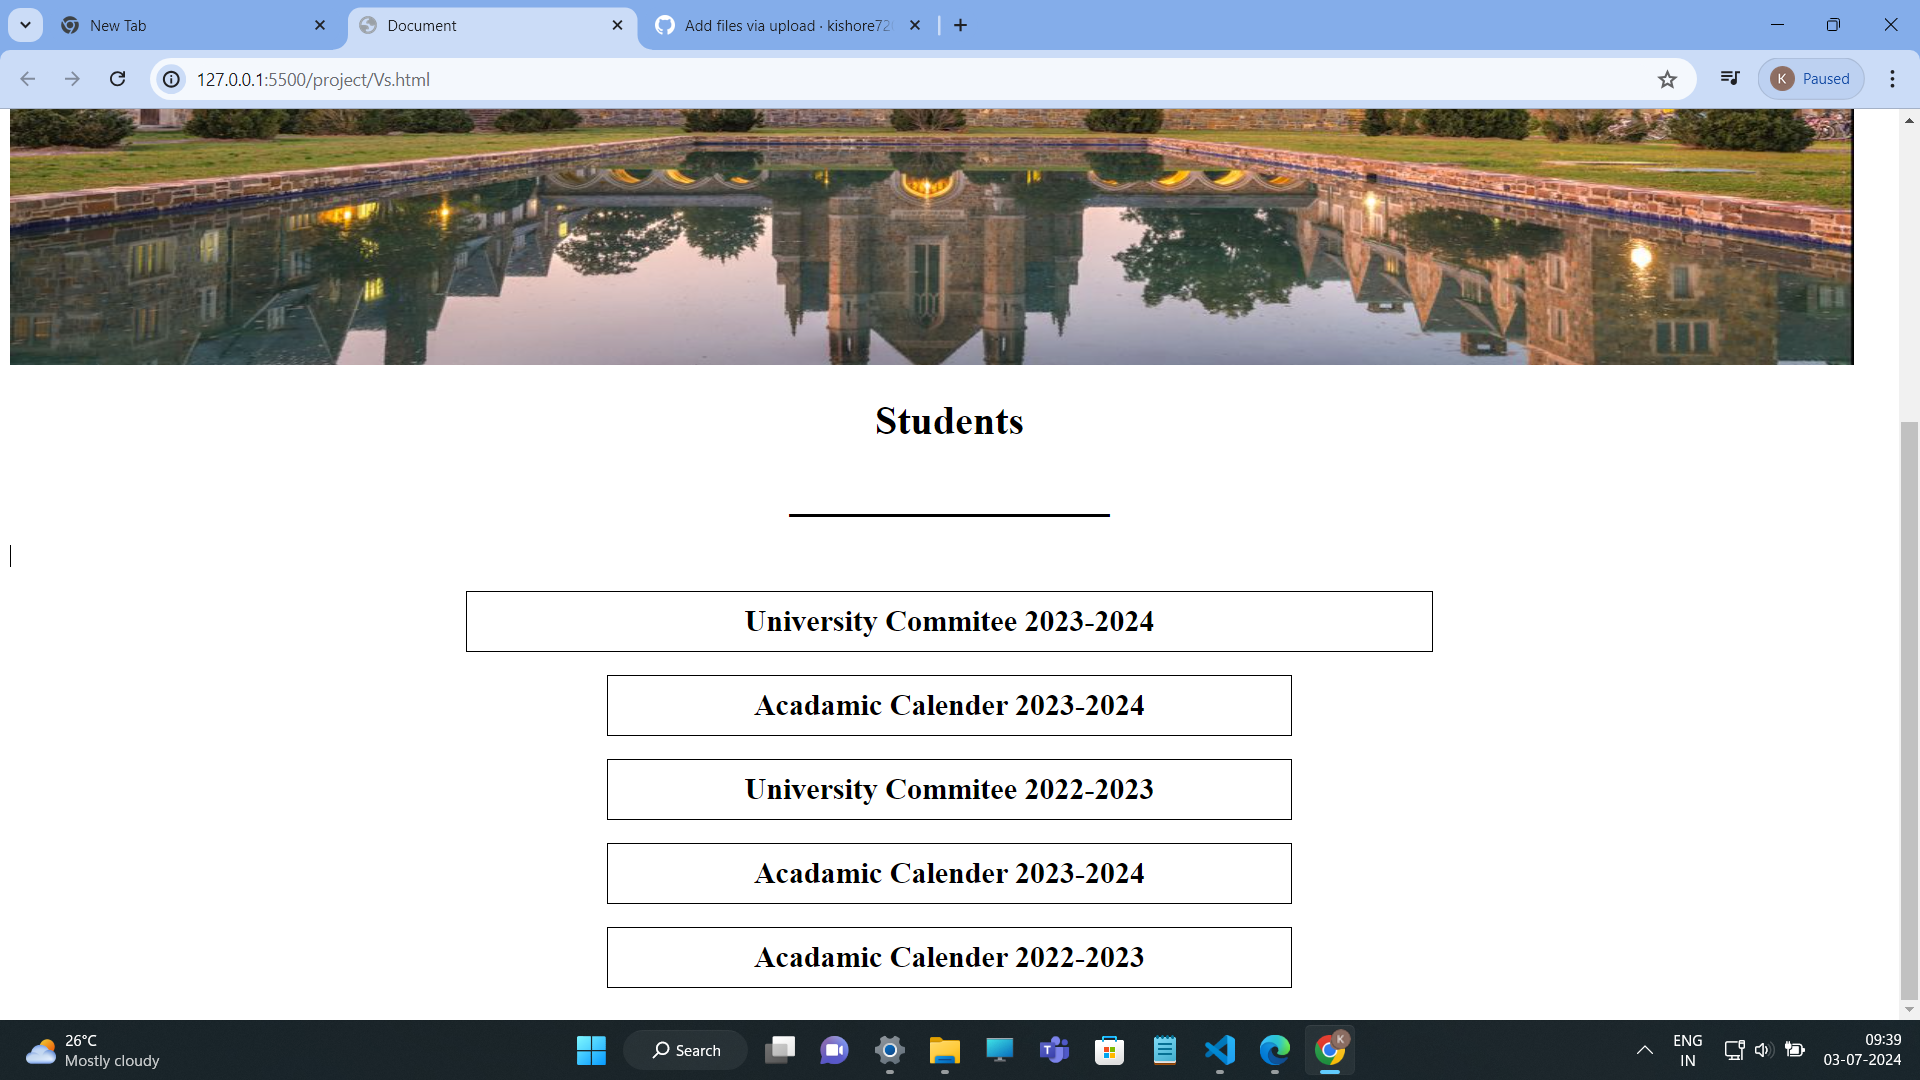 New Tab
Document
Add files via upload · kishore72
127.0.0.1:5500/project/Vs.html
K
Paused
Students
University Commitee 2023-2024
Acadamic Calender 2023-2024
University Commitee 2022-2023
Acadamic Calender 2023-2024
Acadamic Calender 2022-2023
26°C
Mostly cloudy
Search
K
ENG
IN
09:39
03-07-2024